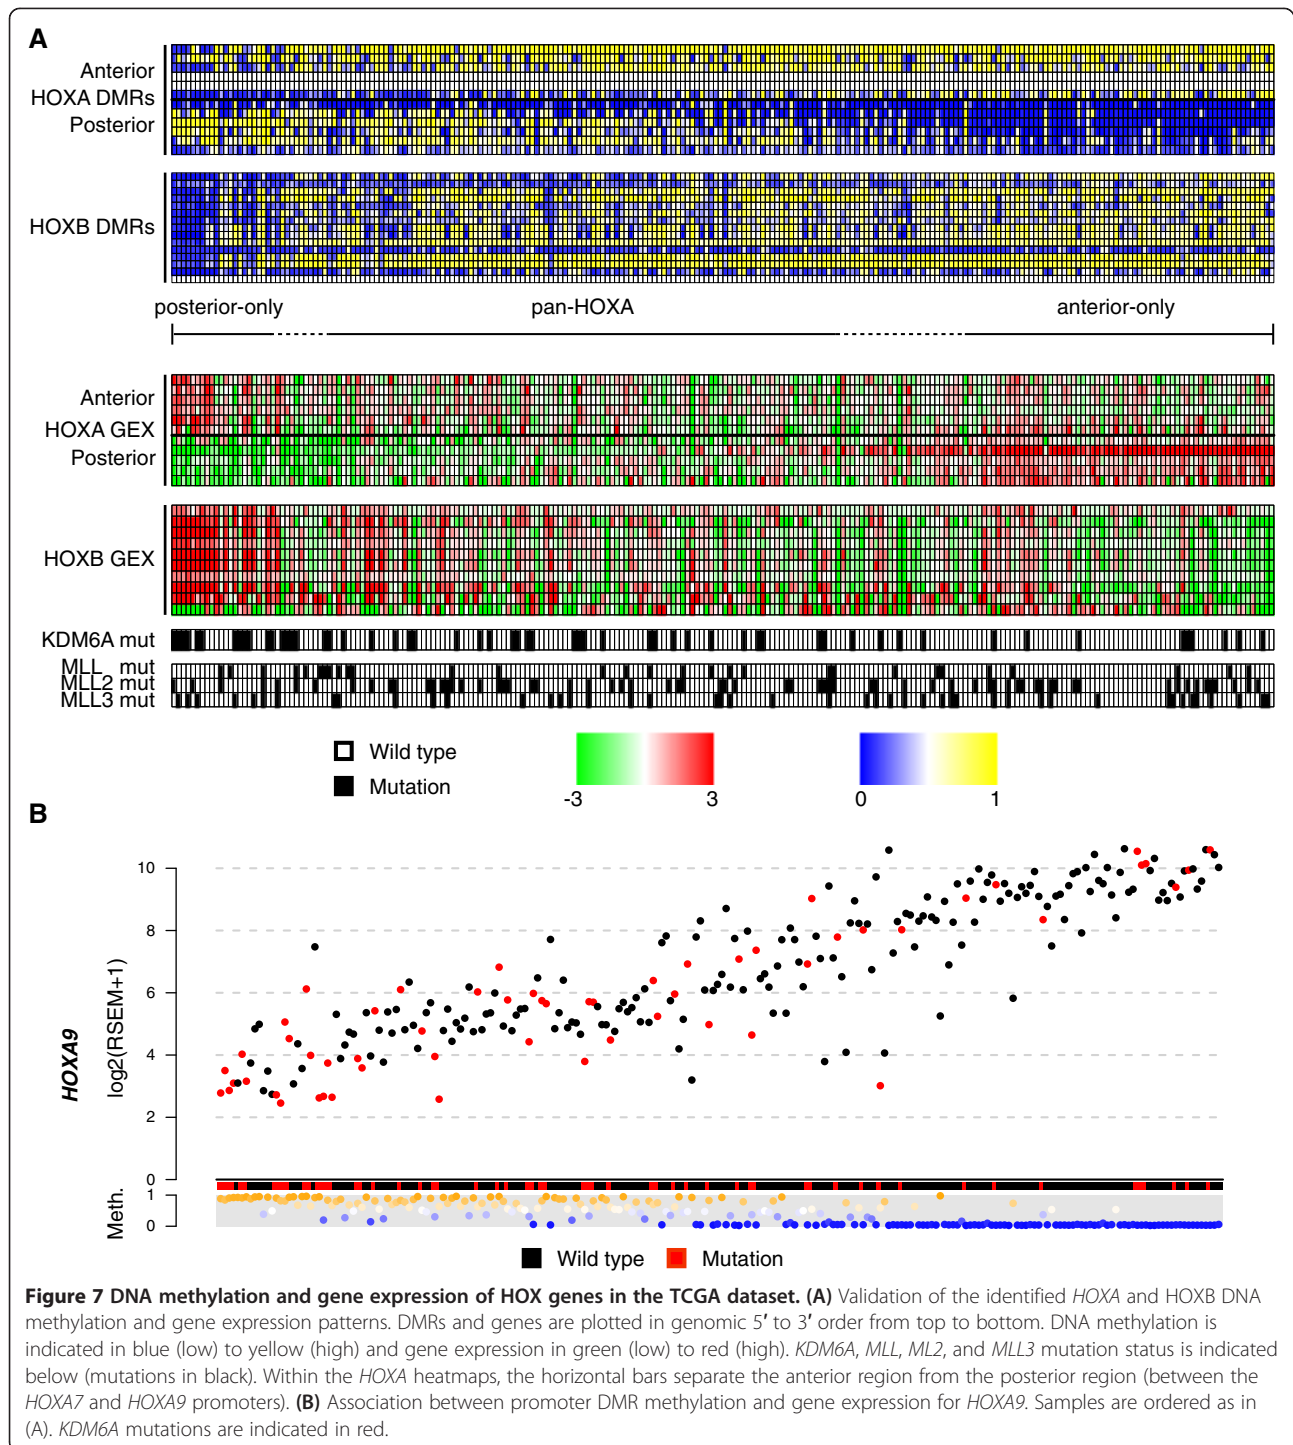 A
Anterior
HOXA DMRs
Posterior
HOXB DMRs
posterior-only pan-HOXA anterior-only
Anterior
HOXA GEX
Posterior
HOXB GEX
KDM6A mut
MLL mut
MLL2 mut
MLL3 mut
Wild type
Mutation
-3 3
0 1
B
HOXA9
log2(RSEM+1)
10
8
6
4
2
0
Meth.
1
0
Wild type Mutation
Figure 7 DNA methylation and gene expression of HOX genes in the TCGA dataset. (A) Validation of the identified HOXA and HOXB DNA
methylation and gene expression patterns. DMRs and genes are plotted in genomic 5′ to 3′ order from top to bottom. DNA methylation is
indicated in blue (low) to yellow (high) and gene expression in green (low) to red (high). KDM6A, MLL, ML2, and MLL3 mutation status is indicated
below (mutations in black). Within the HOXA heatmaps, the horizontal bars separate the anterior region from the posterior region (between the
HOXA7 and HOXA9 promoters). (B) Association between promoter DMR methylation and gene expression for HOXA9. Samples are ordered as in
(A). KDM6A mutations are indicated in red.